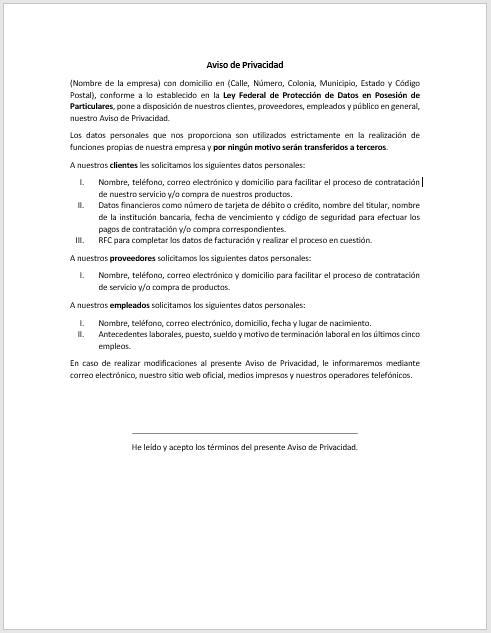 Aviso de Privacidad
(Nombre de la empresa) con domicilio en (Calle, Número, Colonia, Municipio, Estado y Código
Postal), conforme a lo establecido en la Ley Federal de Protección de Datos en Posesión de
Particulares, pone a disposición de nuestros clientes, proveedores, empleados y público en general,
nuestro Aviso de Privacidad.
Los datos personales que nos proporciona son utilizados estrictamente en la realización de
funciones propias de nuestra empresa y por ningún motivo serán transferidos a terceros.
A nuestros clientes les solicitamos los siguientes datos personales:
I. Nombre, teléfono, correo electrónico y domicilio para facilitar el proceso de contratación
de nuestro servicio y/o compra de nuestros productos.
II. Datos financieros como número de tarjeta de débito o crédito, nombre del titular, nombre
de la institución bancaria, fecha de vencimiento y código de seguridad para efectuar los
pagos de contratación y/o compra correspondientes.
III. RFC para completar los datos de facturación y realizar el proceso en cuestión.
A nuestros proveedores solicitamos los siguientes datos personales:
I. Nombre, teléfono, correo electrónico y domicilio para facilitar el proceso de contratación
de servicio y/o compra de productos.
A nuestros empleados solicitamos los siguientes datos personales:
I. Nombre, teléfono, correo electrónico, domicilio, fecha y lugar de nacimiento.
II. Antecedentes laborales, puesto, sueldo y motivo de terminación laboral en los últimos cinco
empleos.
En caso de realizar modificaciones al presente Aviso de Privacidad, le informaremos mediante
correo electrónico, nuestro sitio web oficial, medios impresos y nuestros operadores telefónicos.
He leído y acepto los términos del presente Aviso de Privacidad.